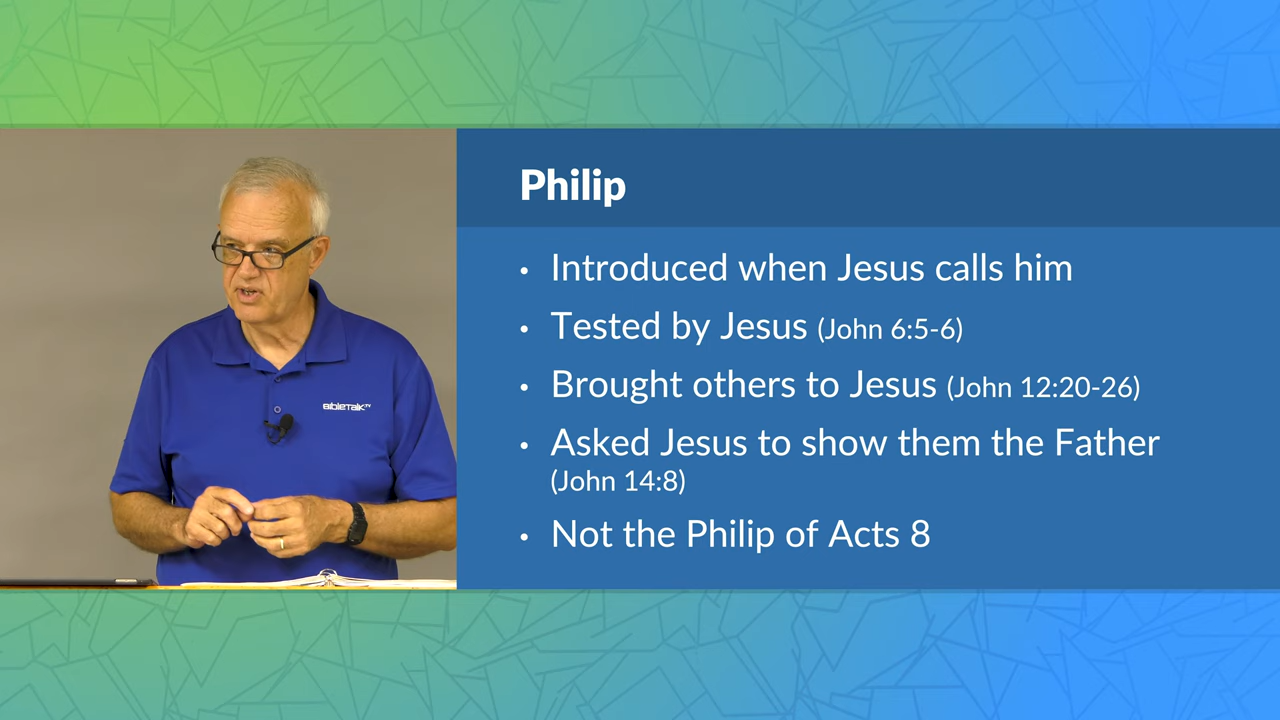 BibleTalk TV
Philip
• Introduced when Jesus calls him
• Tested by Jesus (John 6:5-6)
• Brought others to Jesus (John 12:20-26)
• Asked Jesus to show them the Father
(John 14:8)
• Not the Philip of Acts 8